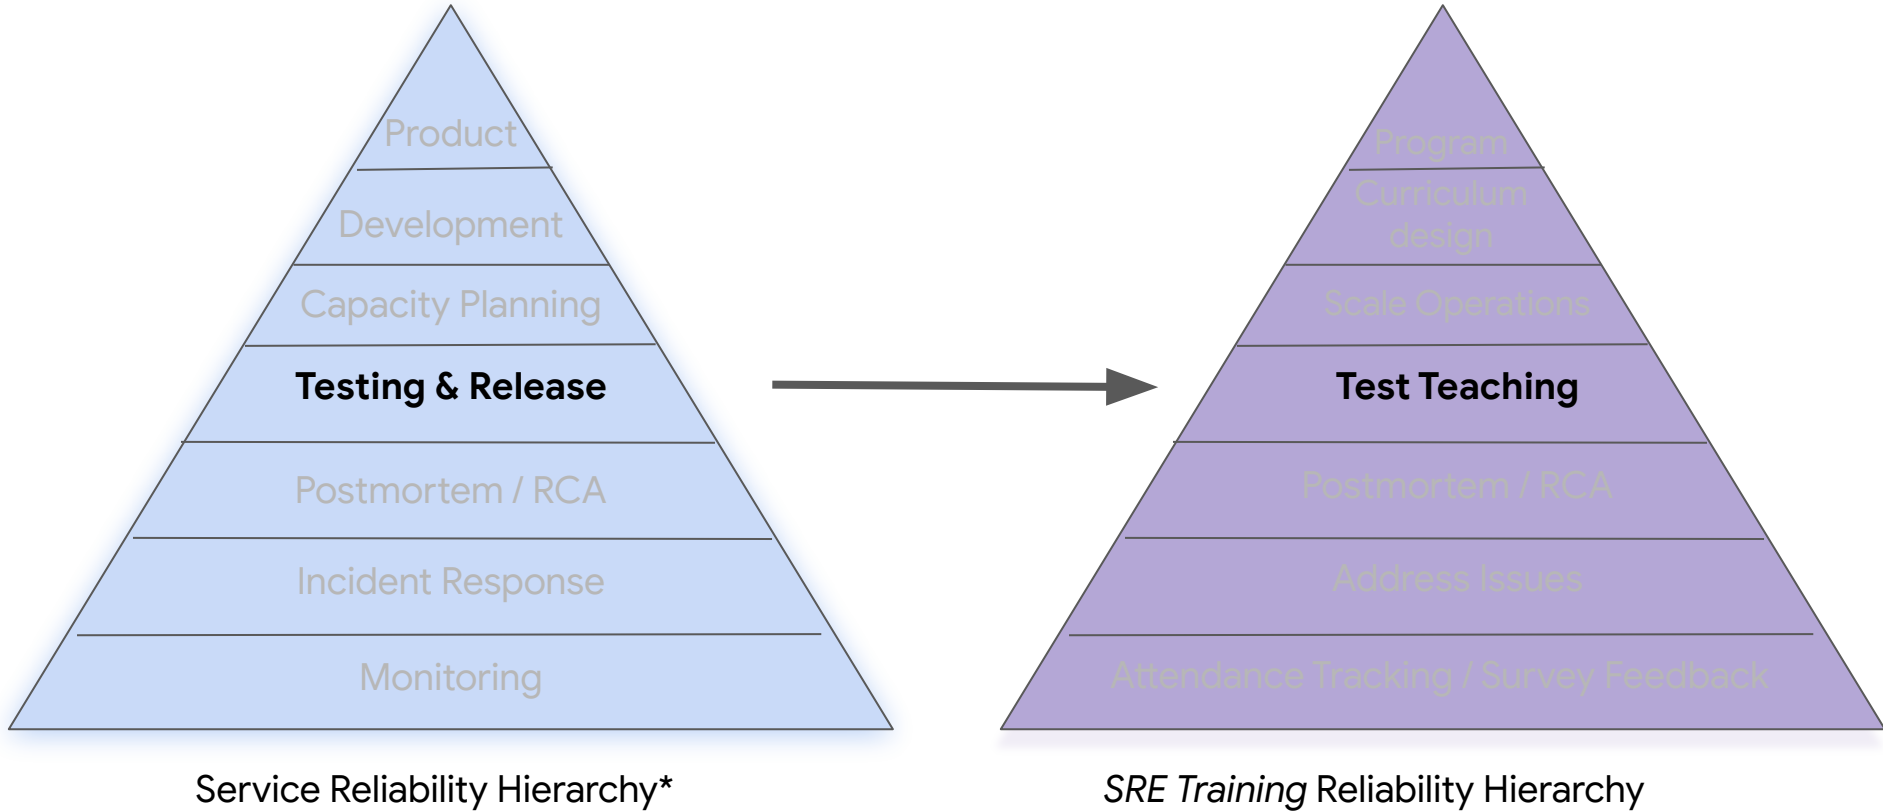 Product
Development
Capacity Planning
Testing & Release
Postmortem / RCA
Incident Response
Monitoring
Service Reliability Hierarchy*
Program
Curriculum
design
Scale Operations
Test Teaching
Postmortem / RCA
Address Issues
Attendance Tracking / Survey Feedback
SRE Training Reliability Hierarchy